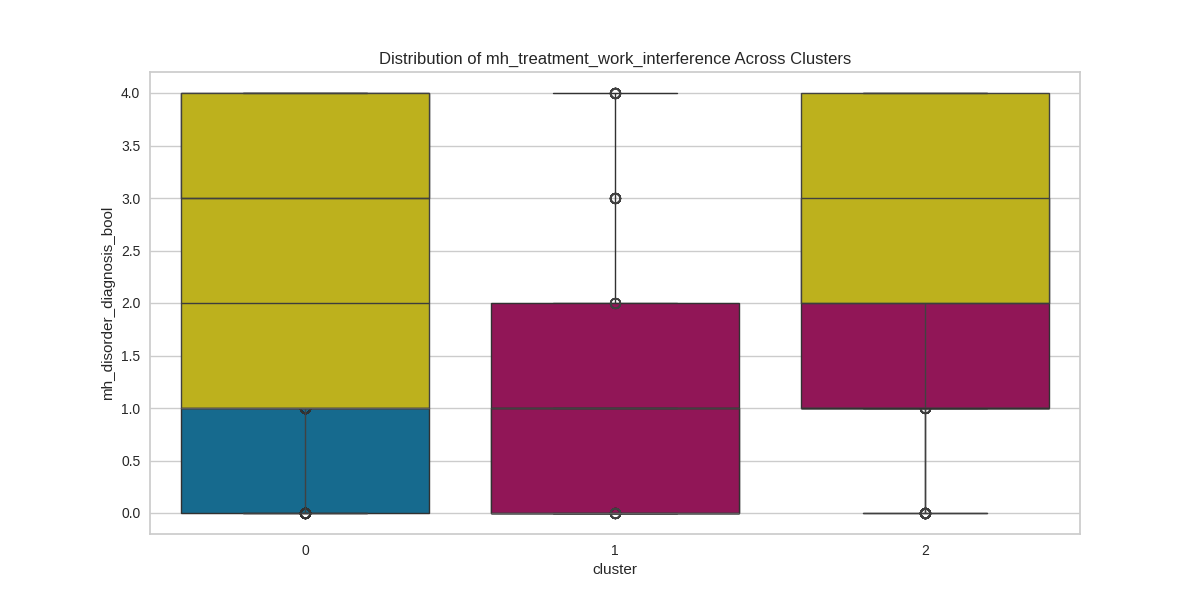 Distribution of mh_treatment_work_interference Across Clusters
mh_disorder_diagnosis_bool
4.0
3.5
3.0
2.5
2.0
1.5
1.0
0.5
0.0
0 1 2
cluster